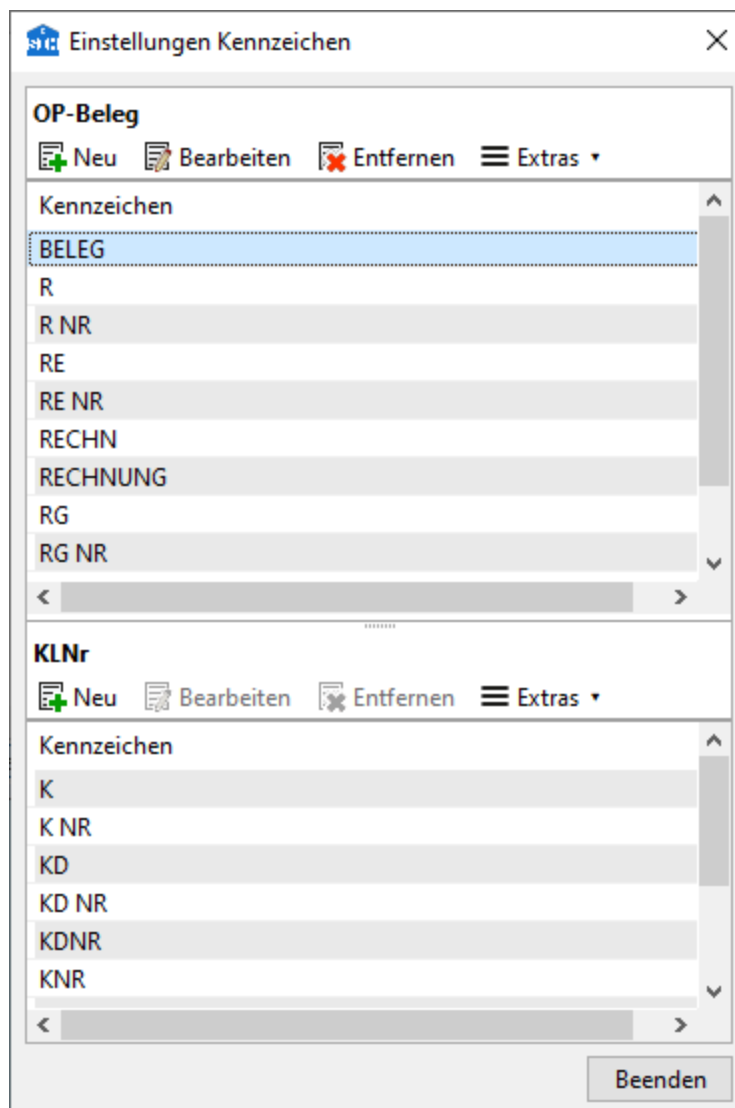 Einstellungen Kennzeichen
OP-Beleg
Neu Bearbeiten Entfernen Extras
Kennzeichen
BELEG
R
R NR
RE
RE NR
RECHN
RECHNUNG
RG
RG NR
KLNr
Neu Bearbeiten Entfernen Extras
Kennzeichen
K
K NR
KD
KD NR
KDNR
KNR
Beenden